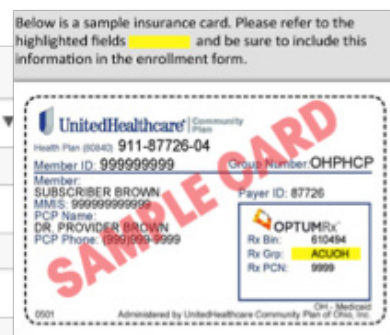 Below is a sample insurance card. Please refer to the
highlighted fields and be sure to include this
information in the enrollment form.
UnitedHealthcare Community Plan
Health Plan (80840) 911-87726-04
Member ID: 999999999 Group Number: OHPHCP
Member:
SUBSCRIBER BROWN Payer ID: 87726
MMIS: 999999999999
PCP Name:
DR. PROVIDER BROWN
PCP Phone: (999)999-9999
OPTUMRx
Rx Bin: 610494
Rx Grp: ACUOH
Rx PCN: 9999
SAMPLE CARD
OH - Medicaid
0501 Administered by UnitedHealthcare Community Plan of Ohio, Inc.